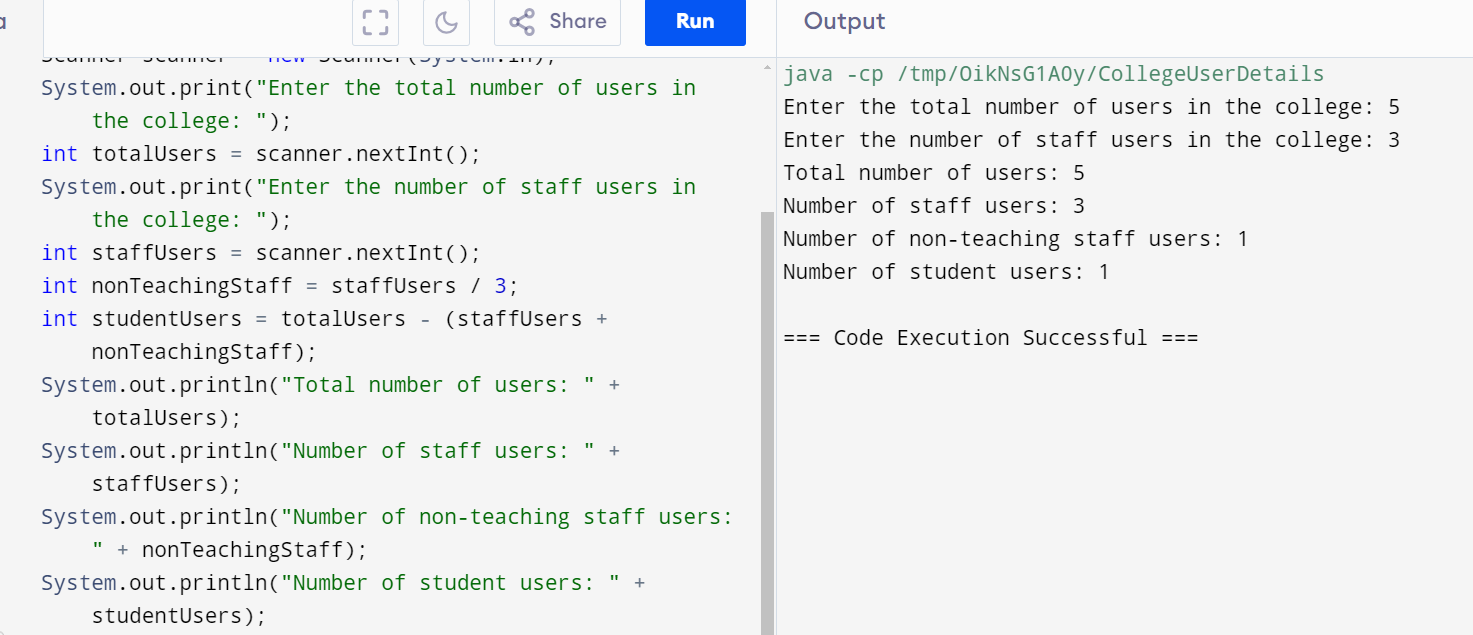 Share
Run
Output
Scanner scanner = new Scanner(System.in);
System.out.print("Enter the total number of users in
the college: ");
int totalUsers = scanner.nextInt();
System.out.print("Enter the number of staff users in
the college: ");
int staffUsers = scanner.nextInt();
int nonTeachingStaff = staffUsers / 3;
int studentUsers = totalUsers - (staffUsers +
nonTeachingStaff);
System.out.println("Total number of users: " +
totalUsers);
System.out.println("Number of staff users: " +
staffUsers);
System.out.println("Number of non-teaching staff users:
" + nonTeachingStaff);
System.out.println("Number of student users: " +
studentUsers);
java -cp /tmp/OikNsG1AOy/CollegeUserDetails
Enter the total number of users in the college: 5
Enter the number of staff users in the college: 3
Total number of users: 5
Number of staff users: 3
Number of non-teaching staff users: 1
Number of student users: 1
=== Code Execution Successful ===